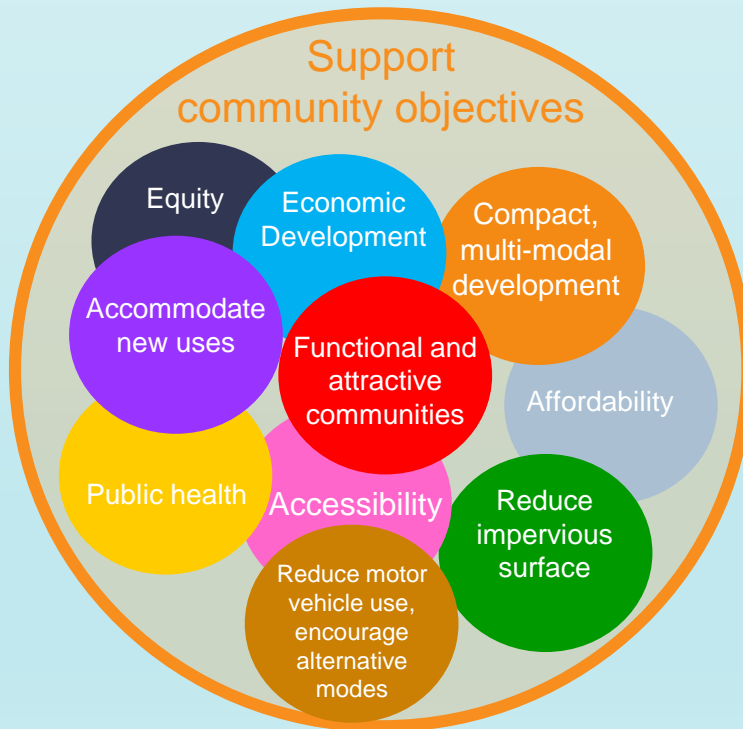 Support
community objectives
Equity
Economic
Development
Compact,
multi-modal
development
Accommodate
new uses
Functional and
attractive
communities
Affordability
Public health
Accessibility
Reduce
impervious
surface
Reduce motor
vehicle use,
encourage
alternative
modes